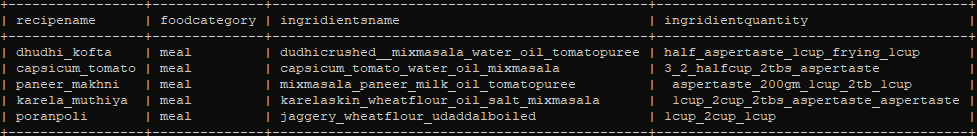 recipename | foodcategory | ingridientsname | ingridientquantity
dhudhi_kofta | meal | dudhicrushed__mixmasala_water_oil_tomatopuree | half_aspertaste_1cup_frying_1cup
capsicum_tomato | meal | capsicum_tomato_water_oil_mixmasala | 3_2_halfcup_2tbs_aspertaste
paneer_makhni | meal | mixmasala_paneer_milk_oil_tomatopuree | aspertaste_200gm_1cup_2tb_1cup
karela_muthiya | meal | karelaskin_wheatflour_oil_salt_mixmasala | 1cup_2cup_2tbs_aspertaste_aspertaste
poranpoli | meal | jaggery_wheatflour_udaddalboiled | 1cup_2cup_1cup